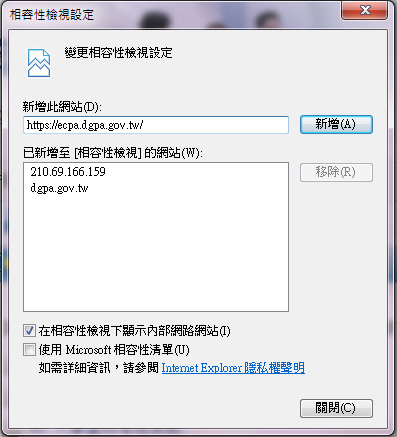 相容性檢視設定
變更相容性檢視設定
新增此網站(D):
https://ecpa.dgpa.gov.tw/
新增(A)
已新增至 [相容性檢視] 的網站(W):
210.69.166.159
dgpa.gov.tw
移除(R)
在相容性檢視下顯示內部網路網站(I)
使用 Microsoft 相容性清單(U)
如需詳細資訊，請參閱 Internet Explorer 隱私權聲明
關閉(C)